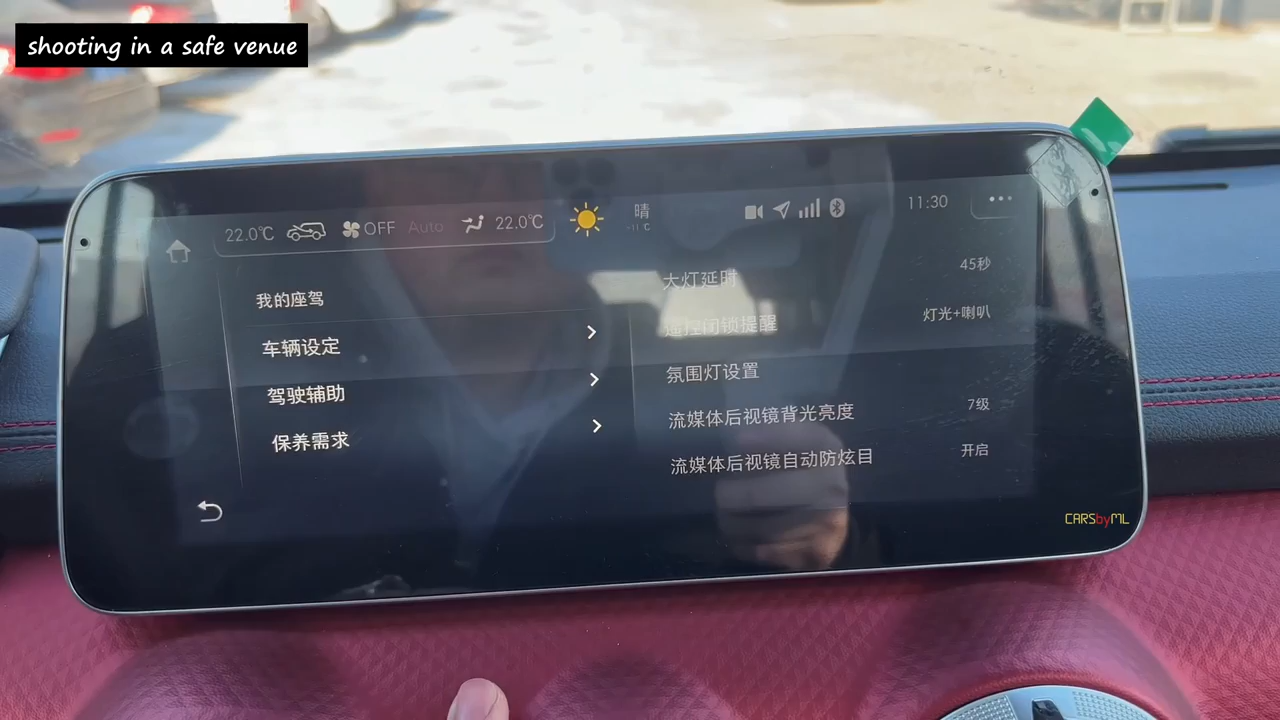 shooting in a safe venue
22.0℃ OFF Auto 22.0℃ 晴 -11℃ 11:30
我的座驾
车辆设定
驾驶辅助
保养需求
大灯延时 45秒
遥控闭锁提醒 灯光+喇叭
氛围灯设置
流媒体后视镜背光亮度 7级
流媒体后视镜自动防炫目 开启
CARSbyML